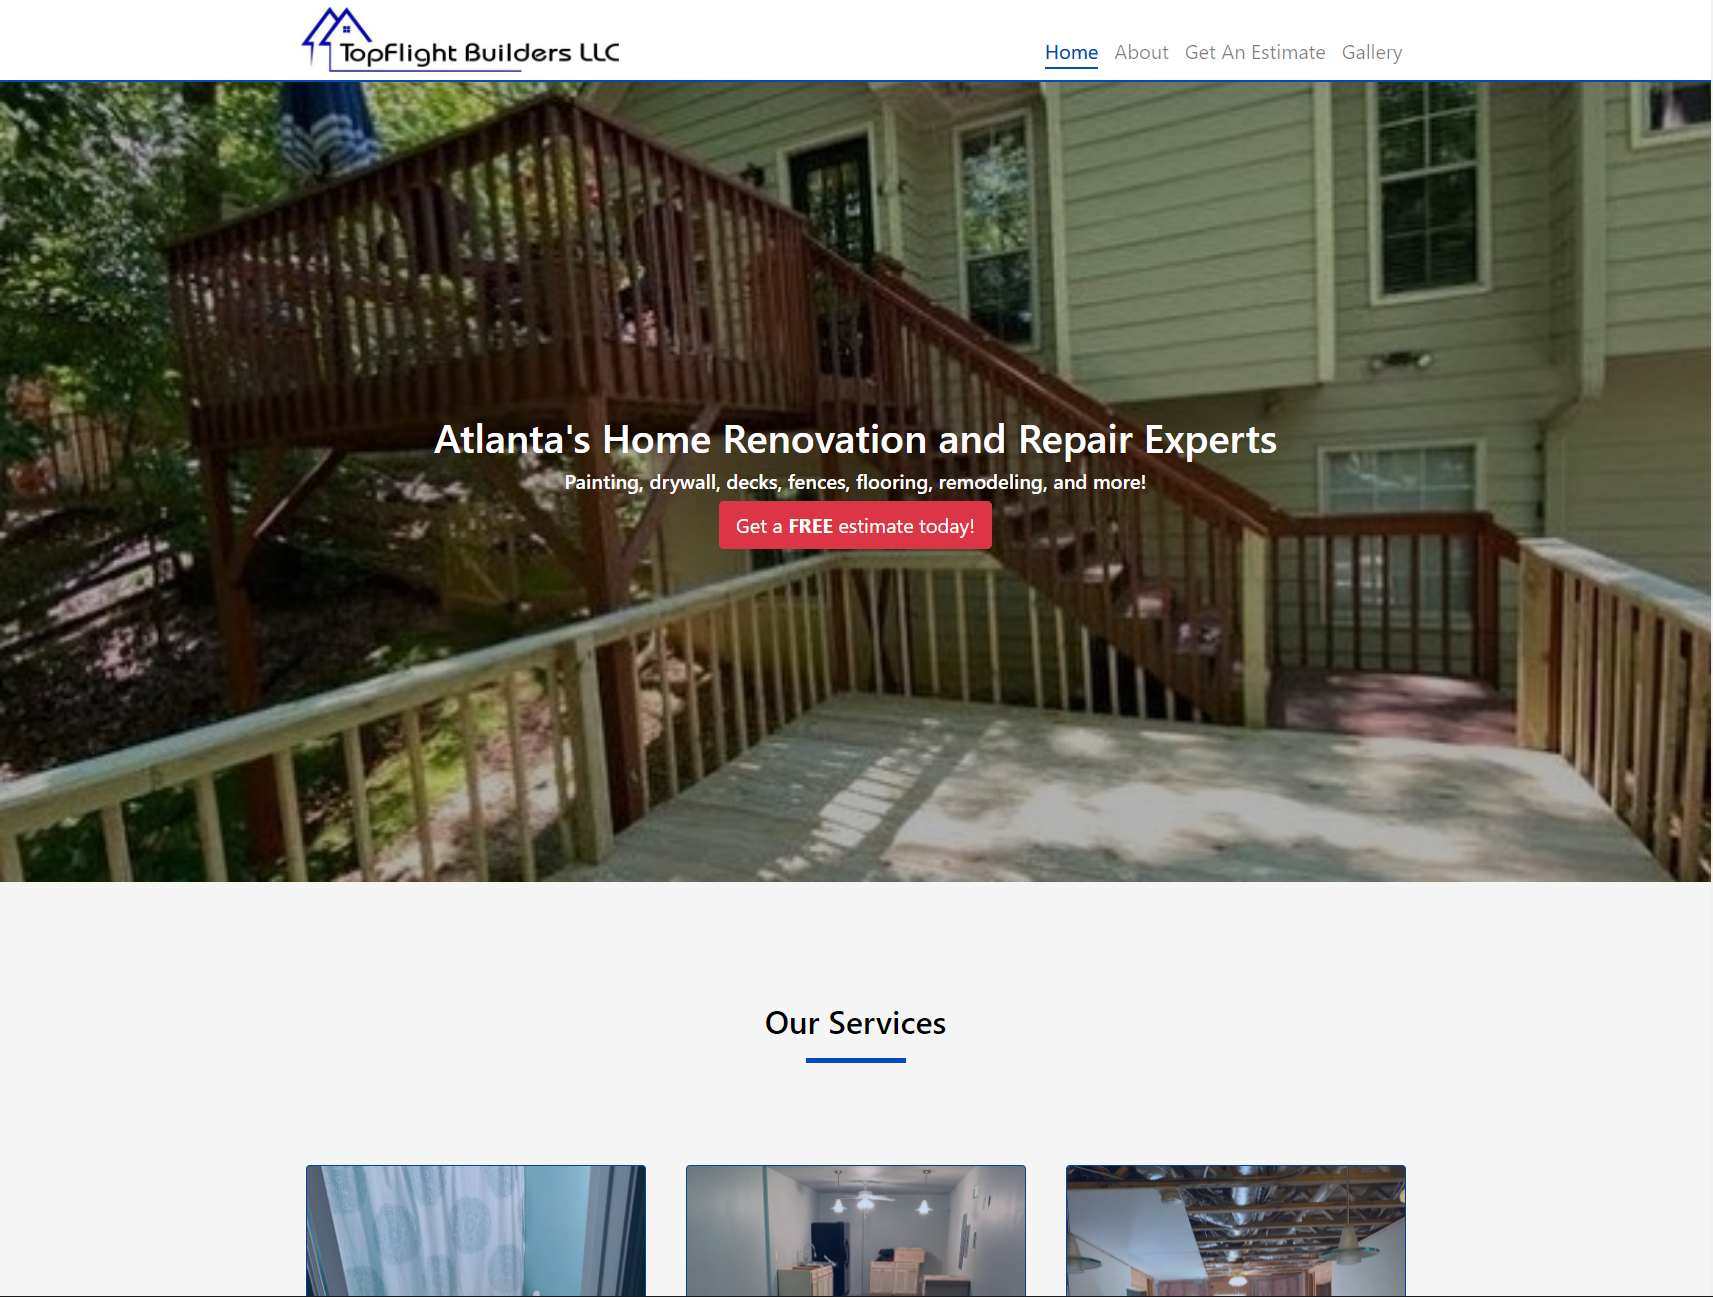 TopFlight Builders LLC
Home About Get An Estimate Gallery
Atlanta's Home Renovation and Repair Experts
Painting, drywall, decks, fences, flooring, remodeling, and more!
Get a FREE estimate today!
Our Services